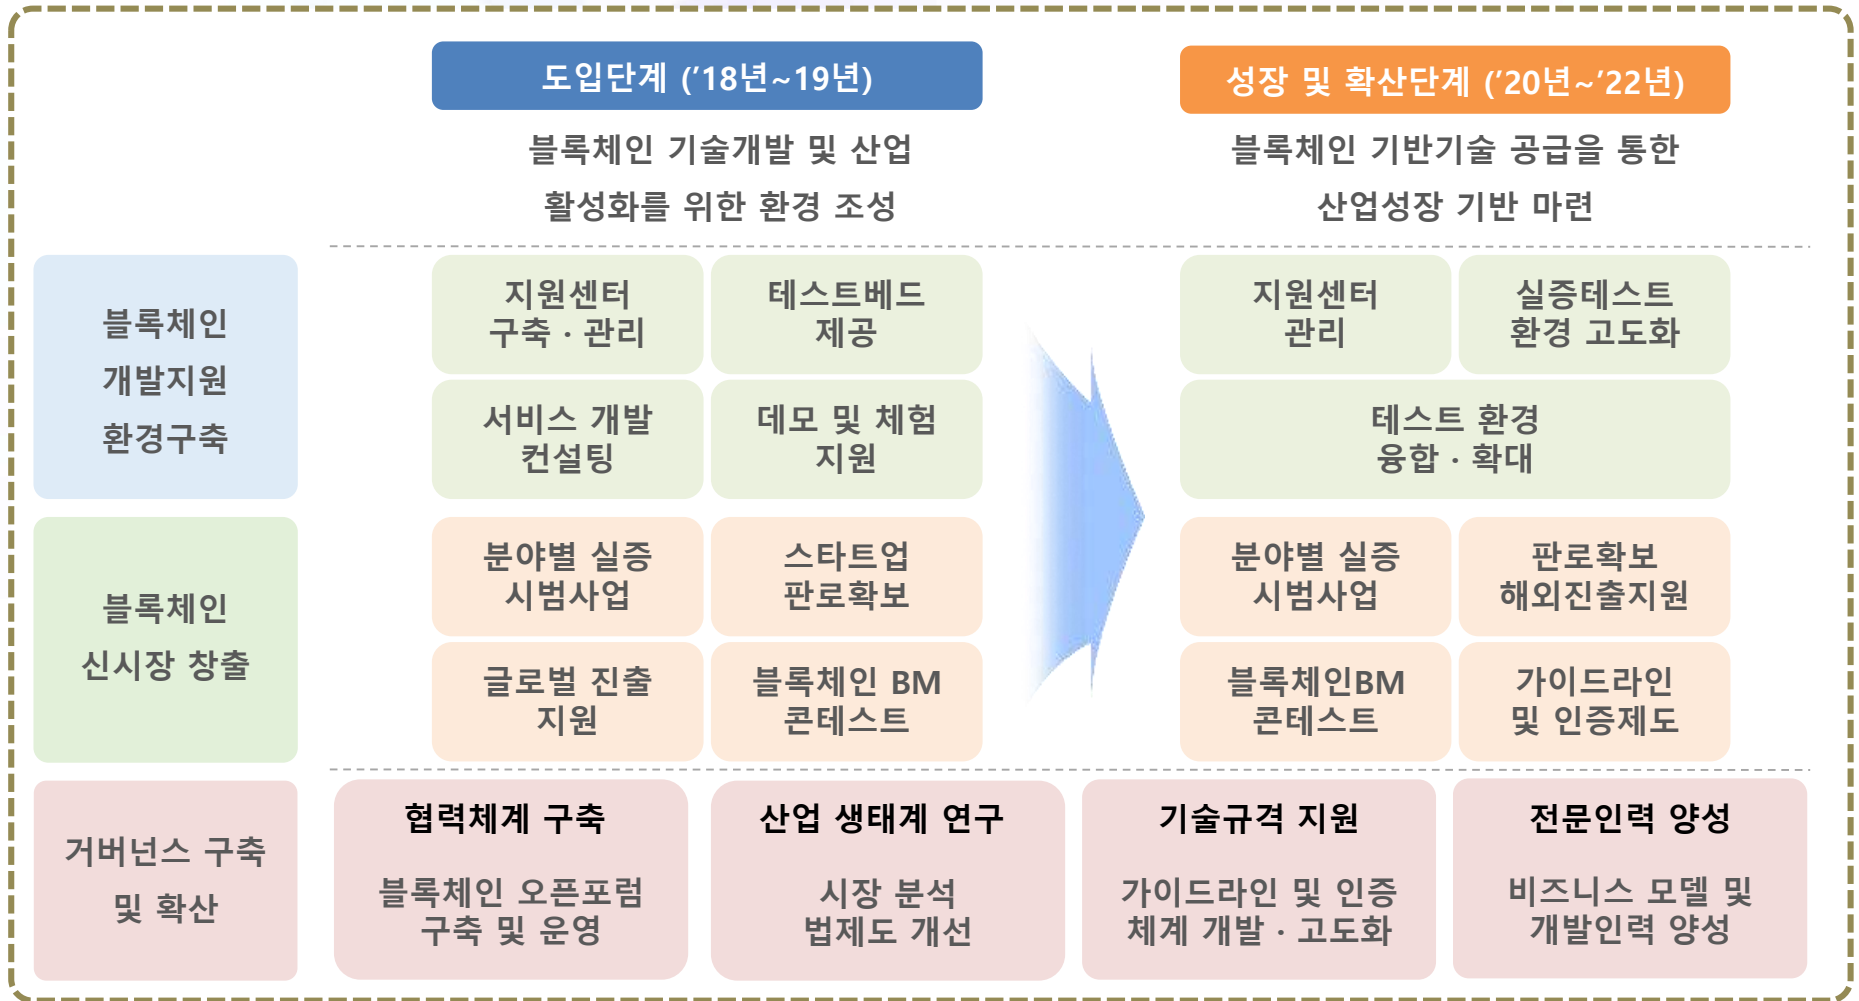 도입단계 (’18년~19년)
성장 및 확산단계 (’20년~’22년)
블록체인 기술개발 및 산업
활성화를 위한 환경 조성
블록체인 기반기술 공급을 통한
산업성장 기반 마련
블록체인
개발지원
환경구축
지원센터
구축 · 관리
테스트베드
제공
서비스 개발
컨설팅
데모 및 체험
지원
지원센터
관리
실증테스트
환경 고도화
테스트 환경
융합 · 확대
블록체인
신시장 창출
분야별 실증
시범사업
스타트업
판로확보
글로벌 진출
지원
블록체인 BM
콘테스트
분야별 실증
시범사업
판로확보
해외진출지원
블록체인BM
콘테스트
가이드라인
및 인증제도
거버넌스 구축
및 확산
협력체계 구축
블록체인 오픈포럼
구축 및 운영
산업 생태계 연구
시장 분석
법제도 개선
기술규격 지원
가이드라인 및 인증
체계 개발 · 고도화
전문인력 양성
비즈니스 모델 및
개발인력 양성